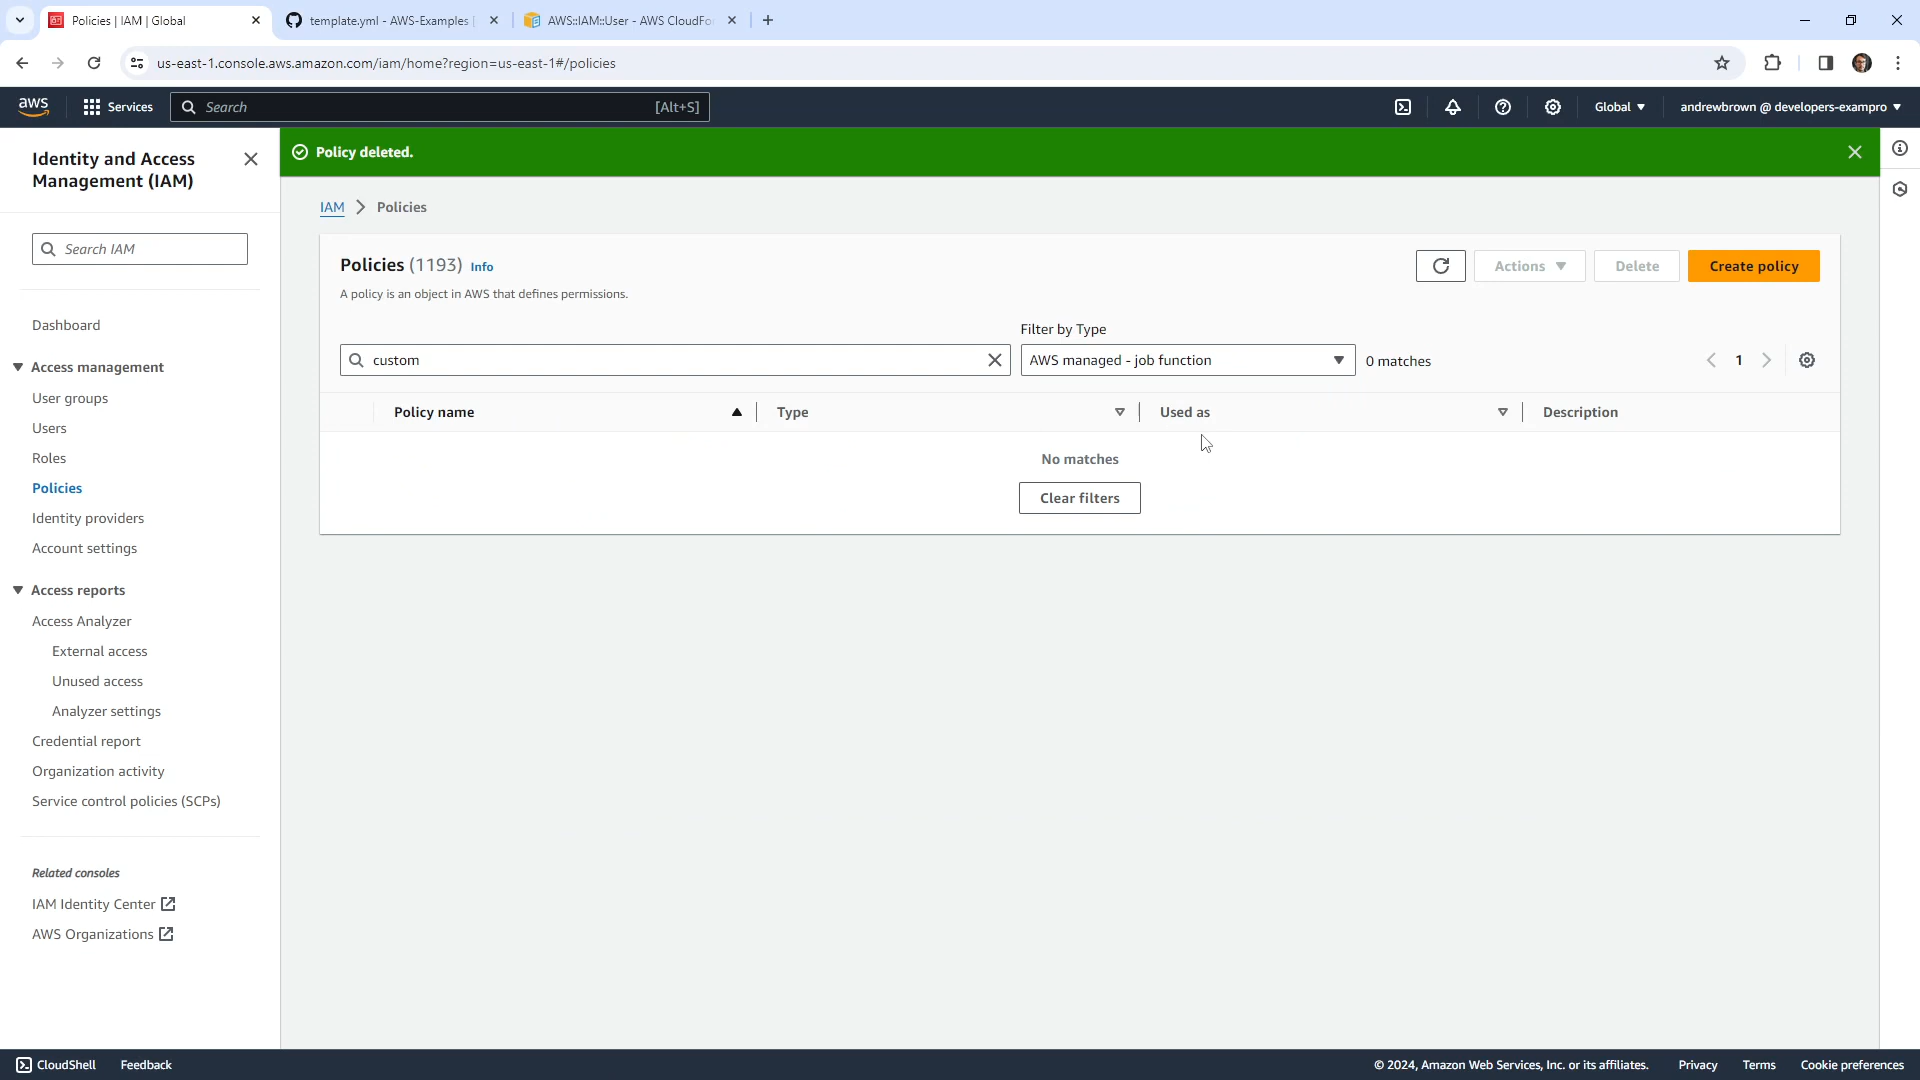 Policies | IAM | Global
template.yml - AWS-Examples |
AWS::IAM::User - AWS CloudFo
us-east-1.console.aws.amazon.com/iam/home?region=us-east-1#/policies
aws
Services
Search
[Alt+S]
Global
andrewbrown @ developers-exampro
Identity and Access
Management (IAM)
Search IAM
Dashboard
Access management
User groups
Users
Roles
Policies
Identity providers
Account settings
Access reports
Access Analyzer
External access
Unused access
Analyzer settings
Credential report
Organization activity
Service control policies (SCPs)
Related consoles
IAM Identity Center
AWS Organizations
Policy deleted.
IAM > Policies
Policies (1193) Info
A policy is an object in AWS that defines permissions.
Actions
Delete
Create policy
Filter by Type
custom
AWS managed - job function
0 matches
1
Policy name
Type
Used as
Description
No matches
Clear filters
CloudShell
Feedback
© 2024, Amazon Web Services, Inc. or its affiliates.
Privacy
Terms
Cookie preferences